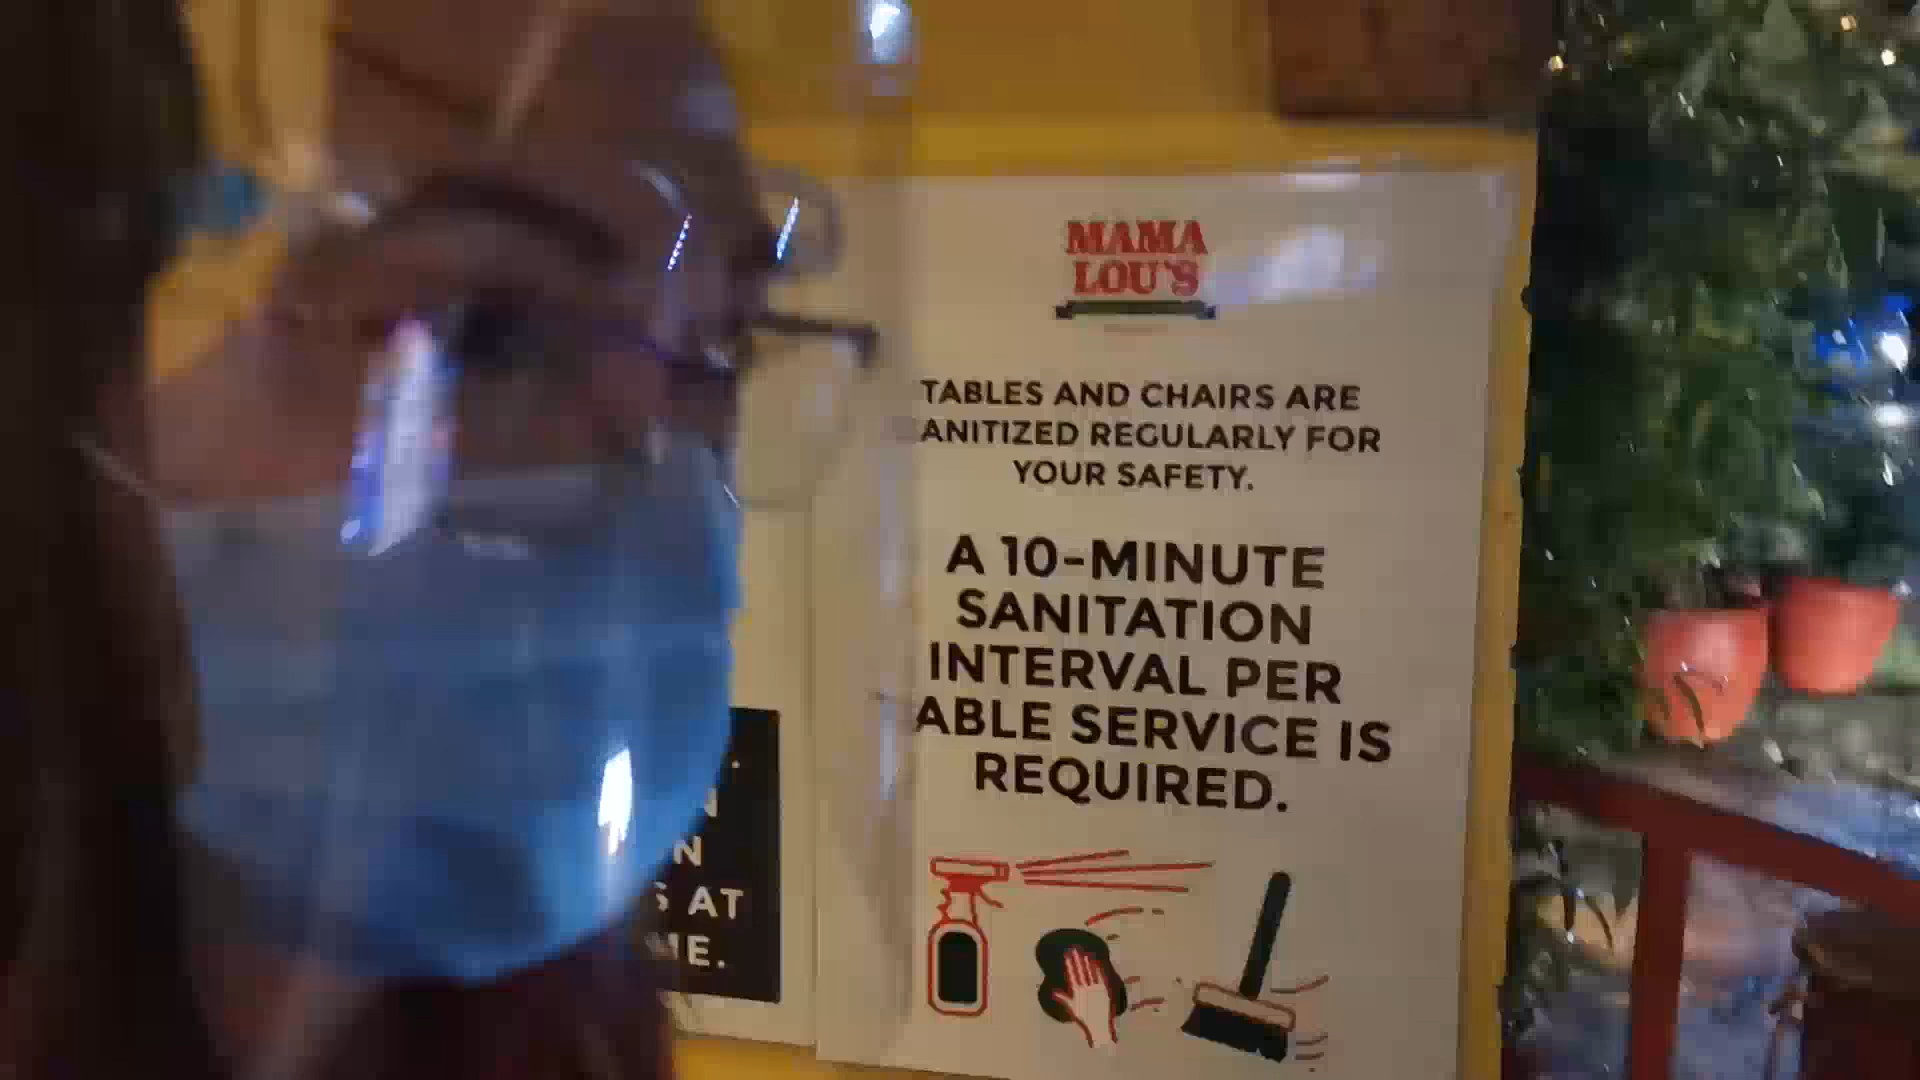 MAMA
LOU'S
TABLES AND CHAIRS ARE
ANITIZED REGULARLY FOR
YOUR SAFETY.
A 10-MINUTE
SANITATION
INTERVAL PER
ABLE SERVICE IS
REQUIRED.
N
N
S AT
ME.